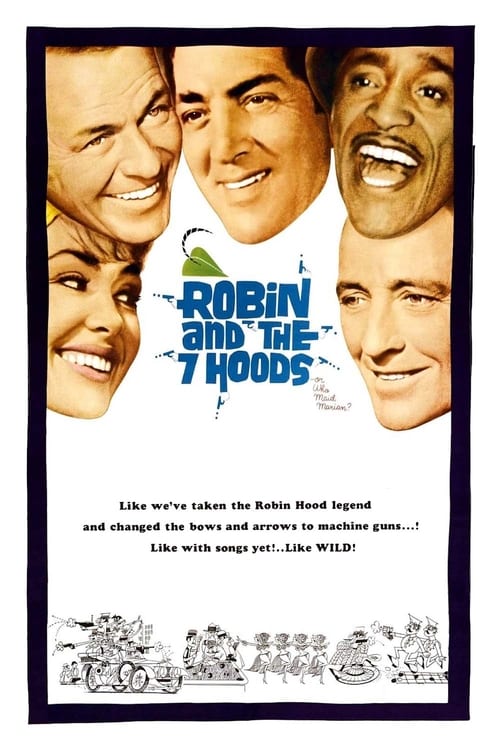 ROBiN
AND THE
7 HOODS
or
Who
Maid
Marian?
Like we've taken the Robin Hood legend
and changed the bows and arrows to machine guns...!
Like with songs yet!..Like WILD!